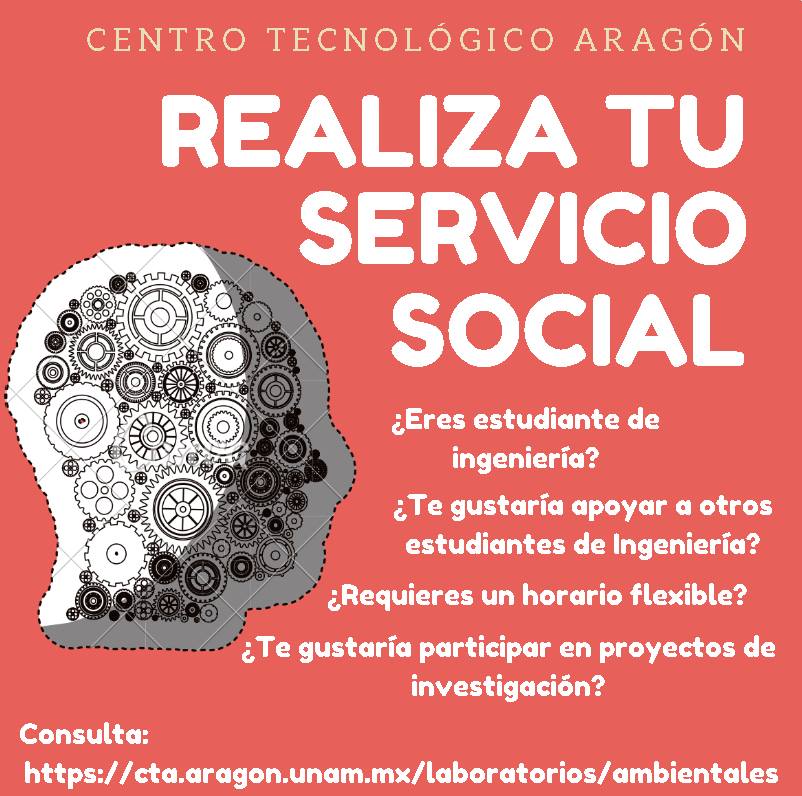 CENTRO TECNOLÓGICO ARAGÓN
REALIZA TU
SERVICIO
SOCIAL
¿Eres estudiante de
ingeniería?
¿Te gustaría apoyar a otros
estudiantes de Ingeniería?
¿Requieres un horario flexible?
¿Te gustaría participar en proyectos de
investigación?
Consulta:
https://cta.aragon.unam.mx/laboratorios/ambientales